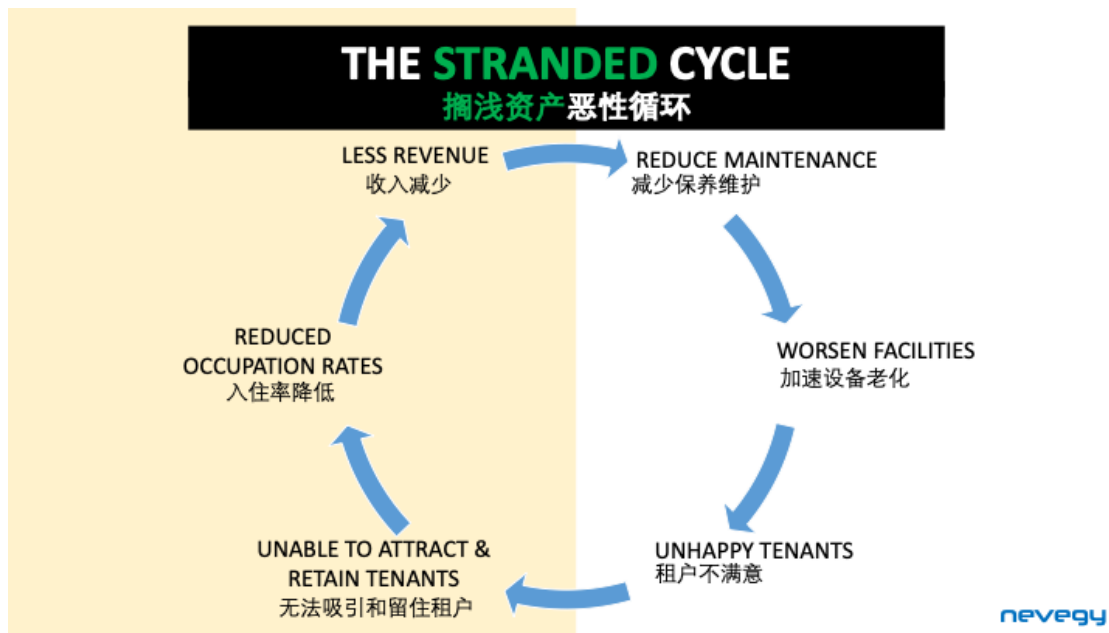 THE STRANDED CYCLE
搁浅资产恶性循环
LESS REVENUE
收入减少
REDUCE MAINTENANCE
减少保养维护
WORSEN FACILITIES
加速设备老化
UNHAPPY TENANTS
租户不满意
UNABLE TO ATTRACT &
RETAIN TENANTS
无法吸引和留住租户
REDUCED
OCCUPATION RATES
入住率降低
nevegy